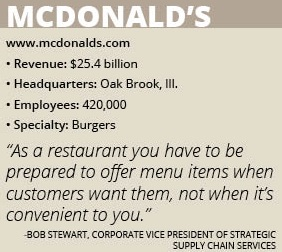 MCDONALD'S
www.mcdonalds.com
• Revenue: $25.4 billion
• Headquarters: Oak Brook, Ill.
• Employees: 420,000
• Specialty: Burgers
“As a restaurant you have to be
prepared to offer menu items when
customers want them, not when it’s
convenient to you.”
-BOB STEWART, CORPORATE VICE PRESIDENT OF STRATEGIC
SUPPLY CHAIN SERVICES